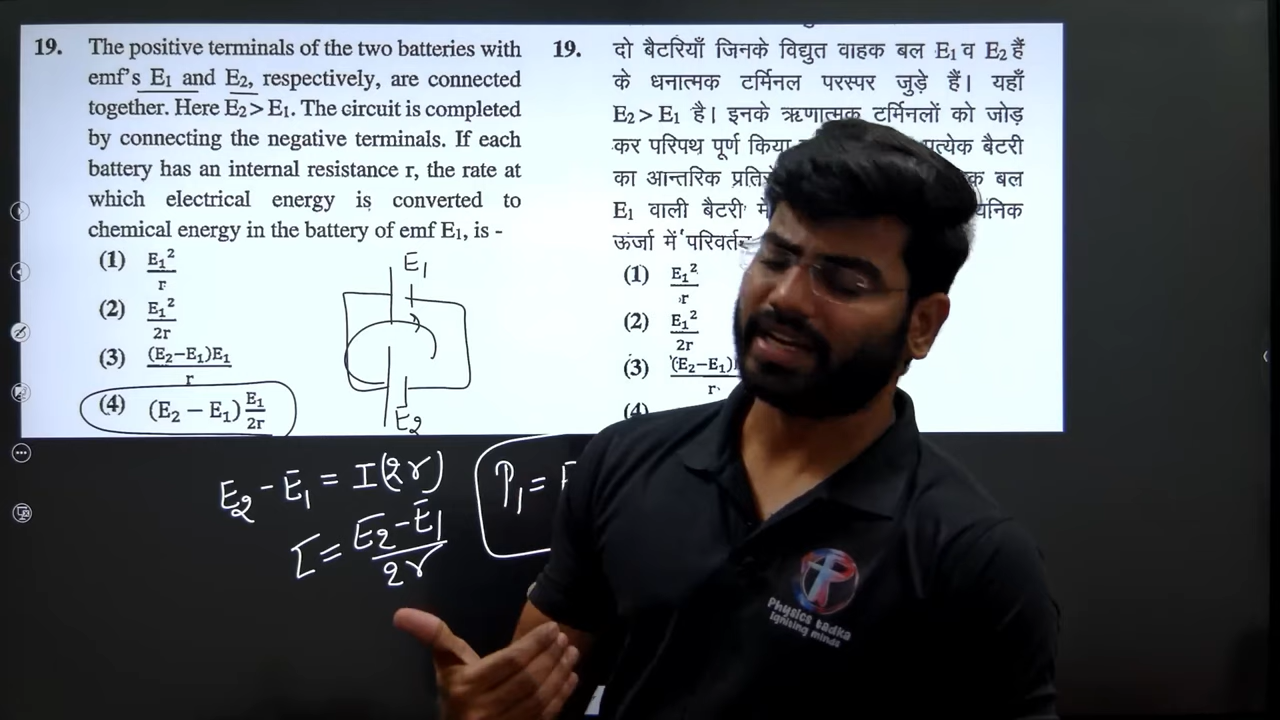 19. The positive terminals of the two batteries with
emf's E₁ and E₂, respectively, are connected
together. Here E₂ > E₁. The circuit is completed
by connecting the negative terminals. If each
battery has an internal resistance r, the rate at
which electrical energy is converted to
chemical energy in the battery of emf E₁, is -
(1) E₁²/r
(2) E₁²/2r
(3) (E₂–E₁)E₁/r
(4) (E₂ – E₁) E₁/2r
E₁
E₂
19. दो बैटरियाँ जिनके विद्युत वाहक बल E₁ व E₂ हैं
के धनात्मक टर्मिनल परस्पर जुड़े हैं। यहाँ
E₂ > E₁ है। इनके ऋणात्मक टर्मिनलों को जोड़
कर परिपथ पूर्ण किया प्रत्येक बैटरी
का आन्तरिक बल
E₁ वाली बैटरी में
ऊर्जा में परिवर्तन
(1) E₁²/r
(2) E₁²/2r
(3) (E₂–E₁)/r
(4)
E₂ - E₁ = I(2r)
I = E₂ - E₁/2r
P₁ =
Physics tadka
Igniting minds